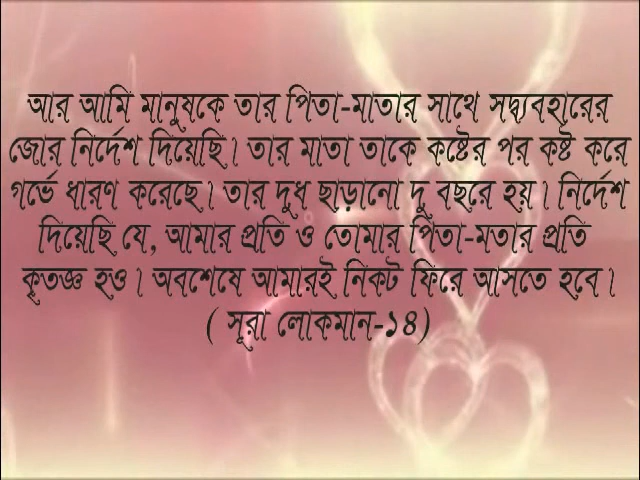 আর আমি মানুষকে তার পিতা-মাতার সাথে সদ্ব্যবহারের
জোর নির্দেশ দিয়েছি। তার মাতা তাকে কষ্টের পর কষ্ট করে
গর্ভে ধারণ করেছে। তার দুধ ছাড়ানো দু বছরে হয়। নির্দেশ
দিয়েছি যে, আমার প্রতি ও তোমার পিতা-মতার প্রতি
কৃতজ্ঞ হও। অবশেষে আমারই নিকট ফিরে আসতে হবে।
( সূরা লোকমান-১৪)